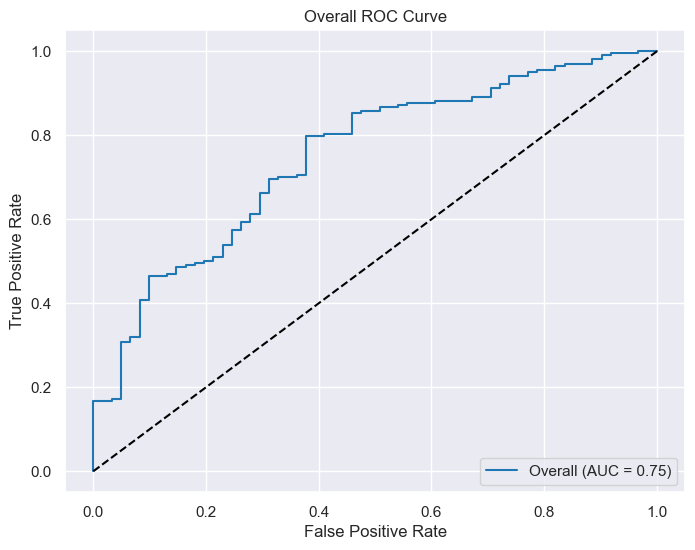 Overall ROC Curve
True Positive Rate
1.0
0.8
0.6
0.4
0.2
0.0
Overall (AUC = 0.75)
0.0 0.2 0.4 0.6 0.8 1.0
False Positive Rate